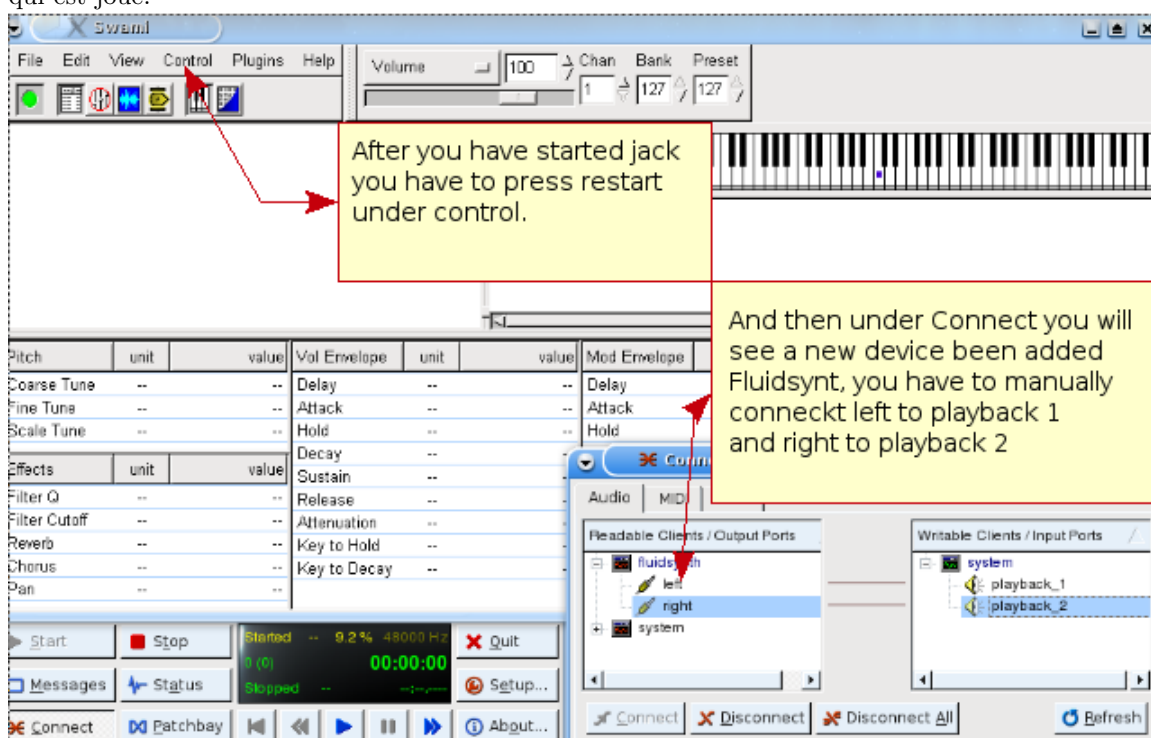 qui est joué.
Swami
File Edit View Control Plugins Help
Volume 100 Chan Bank Preset
1 127 127
After you have started jack
you have to press restart
under control.
And then under Connect you will
see a new device been added
Fluidsynt, you have to manually
conneckt left to playback 1
and right to playback 2
Pitch unit value
Coarse Tune -- --
Fine Tune -- --
Scale Tune -- --
Effects unit value
Filter Q -- --
Filter Cutoff -- --
Reverb -- --
Chorus -- --
Pan -- --
Vol Envelope unit value
Delay -- --
Attack -- --
Hold -- --
Decay --
Sustain --
Release --
Attenuation --
Key to Hold --
Key to Decay --
Mod Envelope
Delay
Attack
Hold
Audio MIDI
Readable Clients / Output Ports
fluidsynth
left
right
system
Writable Clients / Input Ports
system
playback_1
playback_2
Connect Disconnect Disconnect All Refresh
Start Stop
Messages Status
Connect Patchbay
Started -- 9.2 % 48000 Hz
0 (0) 00:00:00
Stopped -- --:--:----
Quit
Setup...
About...